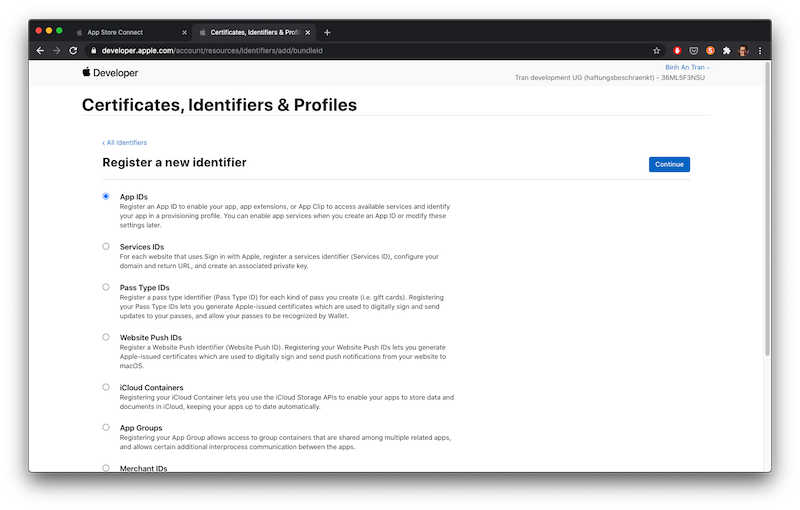 App Store Connect
Certificates, Identifiers & Profi
developer.apple.com/account/resources/identifiers/add/bundleId
Developer
Binh An Tran
Tran development UG (haftungsbeschraenkt) - 36ML5F3NSU
Certificates, Identifiers & Profiles
‹ All Identifiers
Register a new identifier
Continue
App IDs
Register an App ID to enable your app, app extensions, or App Clip to access available services and identify
your app in a provisioning profile. You can enable app services when you create an App ID or modify these
settings later.
Services IDs
For each website that uses Sign in with Apple, register a services identifier (Services ID), configure your
domain and return URL, and create an associated private key.
Pass Type IDs
Register a pass type identifier (Pass Type ID) for each kind of pass you create (i.e. gift cards). Registering
your Pass Type IDs lets you generate Apple-issued certificates which are used to digitally sign and send
updates to your passes, and allow your passes to be recognized by Wallet.
Website Push IDs
Register a Website Push Identifier (Website Push ID). Registering your Website Push IDs lets you generate
Apple-issued certificates which are used to digitally sign and send push notifications from your website to
macOS.
iCloud Containers
Registering your iCloud Container lets you use the iCloud Storage APIs to enable your apps to store data and
documents in iCloud, keeping your apps up to date automatically.
App Groups
Registering your App Group allows access to group containers that are shared among multiple related apps,
and allows certain additional interprocess communication between the apps.
Merchant IDs